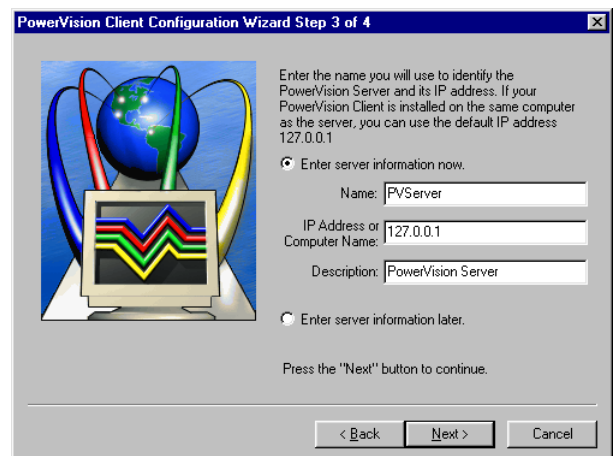 PowerVision Client Configuration Wizard Step 3 of 4
Enter the name you will use to identify the
PowerVision Server and its IP address. If your
PowerVision Client is installed on the same computer
as the server, you can use the default IP address
127.0.0.1
Enter server information now.
Name: PVServer
IP Address or
Computer Name: 127.0.0.1
Description: PowerVision Server
Enter server information later.
Press the "Next" button to continue.
< Back Next > Cancel